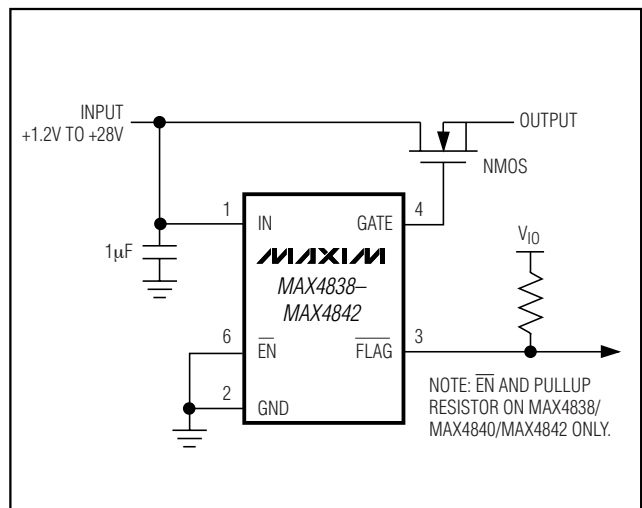 INPUT
+1.2V TO +28V
OUTPUT
NMOS
1
IN
GATE
4
1μF
MAXIM
MAX4838–
MAX4842
V_IO
6
EN
FLAG
3
2
GND
NOTE: EN AND PULLUP
RESISTOR ON MAX4838/
MAX4840/MAX4842 ONLY.